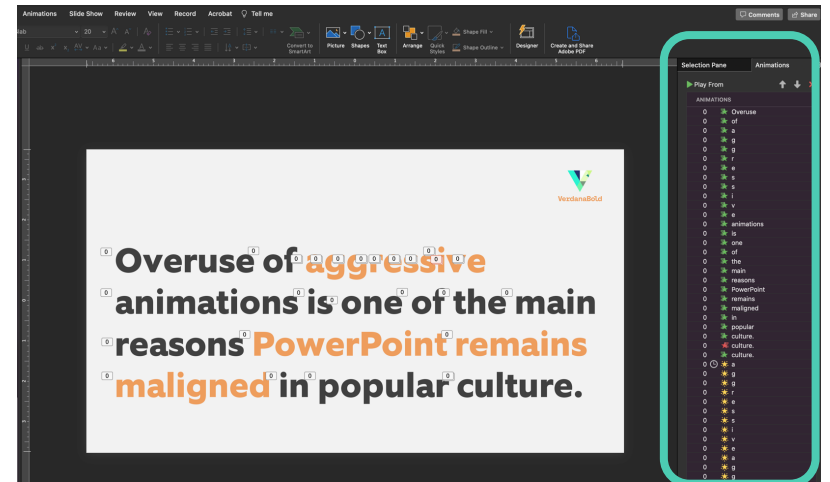 Animations Slide Show Review View Record Acrobat Tell me
Comments Share
20
Convert to SmartArt
Picture
Shapes
Text Box
Arrange
Quick Styles
Shape Fill
Shape Outline
Designer
Create and Share Adobe PDF
Selection Pane Animations
Play From
ANIMATIONS
0 Overuse
0 of
0 a
0 g
0 g
0 r
0 e
0 s
0 s
0 i
0 v
0 e
0 animations
0 is
0 one
0 of
0 the
0 main
0 reasons
0 PowerPoint
0 remains
0 maligned
0 in
0 popular
0 culture.
0 culture.
0 culture.
0 a
0 g
0 g
0 r
0 e
0 s
0 s
0 i
0 v
0 e
0 a
0 g
0 g
VerdanaBold
Overuse of aggressive
animations is one of the main
reasons PowerPoint remains
maligned in popular culture.